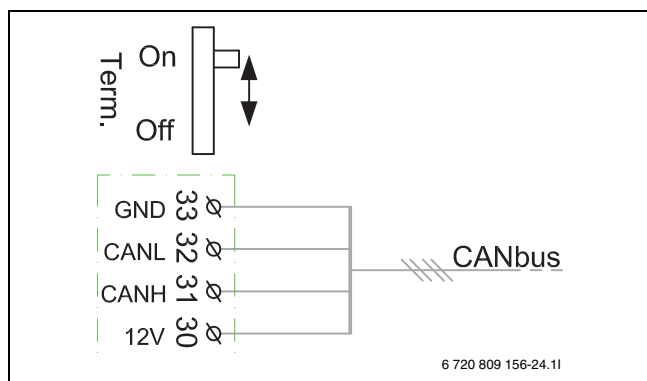 On
Term.
Off
GND 33
CANL 32
CANH 31
12V 30
CANbus
6 720 809 156-24.1I